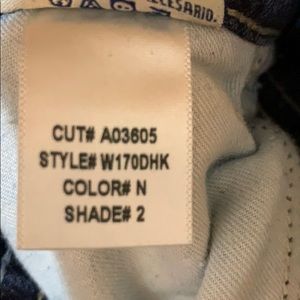 CUT# A03605
STYLE# W170DHK
COLOR# N
SHADE# 2